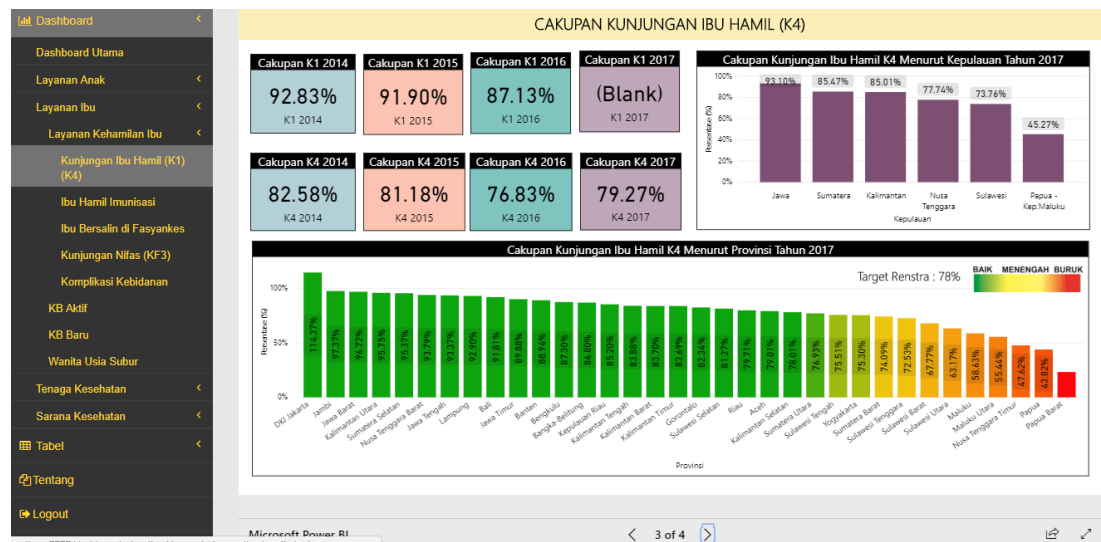 Dashboard
Dashboard Utama
Layanan Anak
Layanan Ibu
Layanan Kehamilan Ibu
Kunjungan Ibu Hamil (K1)
(K4)
Ibu Hamil Imunisasi
Ibu Bersalin di Fasyankes
Kunjungan Nifas (KF3)
Komplikasi Kebidanan
KB Aktif
KB Baru
Wanita Usia Subur
Tenaga Kesehatan
Sarana Kesehatan
Tabel
Tentang
Logout
CAKUPAN KUNJUNGAN IBU HAMIL (K4)
Cakupan K1 2014
92.83%
K1 2014
Cakupan K1 2015
91.90%
K1 2015
Cakupan K1 2016
87.13%
K1 2016
Cakupan K1 2017
(Blank)
K1 2017
Cakupan K4 2014
82.58%
K4 2014
Cakupan K4 2015
81.18%
K4 2015
Cakupan K4 2016
76.83%
K4 2016
Cakupan K4 2017
79.27%
K4 2017
Cakupan Kunjungan Ibu Hamil K4 Menurut Kepulauan Tahun 2017
Persentase (%)
100%
80%
60%
40%
20%
0%
93.10%
85.47%
85.01%
77.74%
73.76%
45.27%
Jawa
Sumatera
Kalimantan
Nusa
Tenggara
Sulawesi
Papua -
Kep.Maluku
Kepulauan
Cakupan Kunjungan Ibu Hamil K4 Menurut Provinsi Tahun 2017
Target Renstra : 78%
BAIK MENENGAH BURUK
Persentase (%)
100%
50%
0%
114.37%
97.37%
96.72%
95.75%
95.37%
93.79%
93.37%
92.90%
91.81%
89.88%
88.96%
87.30%
86.80%
85.20%
83.88%
83.70%
83.69%
82.34%
81.27%
79.71%
79.01%
78.01%
76.93%
75.51%
75.30%
74.09%
72.53%
67.77%
63.17%
58.63%
55.44%
47.62%
43.82%
DKI Jakarta
Jambi
Jawa Barat
Kalimantan Utara
Sumatera Selatan
Nusa Tenggara Barat
Jawa Tengah
Lampung
Bali
Jawa Timur
Banten
Bengkulu
Bangka-Belitung
Kepulauan Riau
Kalimantan Tengah
Kalimantan Barat
Kalimantan Timur
Gorontalo
Sulawesi Selatan
Riau
Aceh
Kalimantan Selatan
Sumatera Utara
Sulawesi Tengah
Yogyakarta
Sumatera Barat
Sulawesi Tenggara
Sulawesi Barat
Sulawesi Utara
Maluku
Maluku Utara
Nusa Tenggara Timur
Papua
Papua Barat
Provinsi
Microsoft Power BI
3 of 4